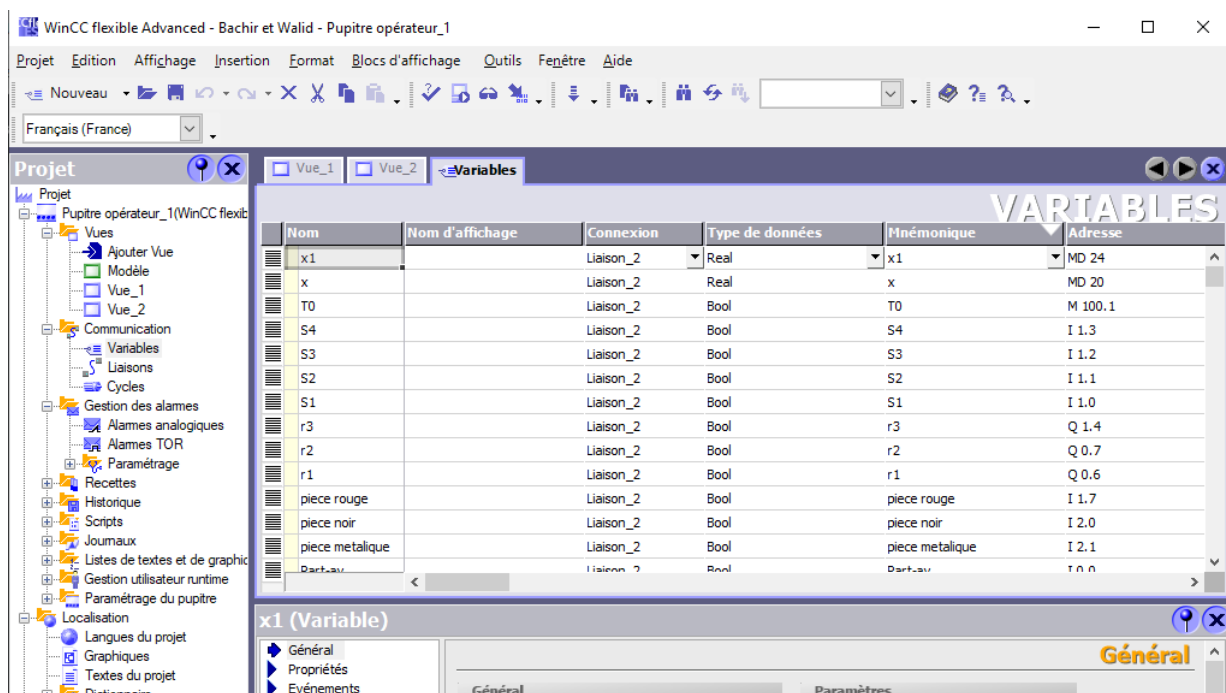 WinCC flexible Advanced - Bachir et Walid - Pupitre opérateur_1
Projet Edition Affichage Insertion Format Blocs d'affichage Outils Fenêtre Aide
Nouveau
Français (France)
Projet
Projet
Pupitre opérateur_1(WinCC flexib
Vues
Ajouter Vue
Modèle
Vue_1
Vue_2
Communication
Variables
Liaisons
Cycles
Gestion des alarmes
Alarmes analogiques
Alarmes TOR
Paramétrage
Recettes
Historique
Scripts
Journaux
Listes de textes et de graphic
Gestion utilisateur runtime
Paramétrage du pupitre
Localisation
Langues du projet
Graphiques
Textes du projet
Dictionnaire
Vue_1 Vue_2 Variables
VARIABLES
Nom Nom d'affichage Connexion Type de données Mnémonique Adresse
x1 Liaison_2 Real x1 MD 24
x Liaison_2 Real x MD 20
T0 Liaison_2 Bool T0 M 100.1
S4 Liaison_2 Bool S4 I 1.3
S3 Liaison_2 Bool S3 I 1.2
S2 Liaison_2 Bool S2 I 1.1
S1 Liaison_2 Bool S1 I 1.0
r3 Liaison_2 Bool r3 Q 1.4
r2 Liaison_2 Bool r2 Q 0.7
r1 Liaison_2 Bool r1 Q 0.6
piece rouge Liaison_2 Bool piece rouge I 1.7
piece noir Liaison_2 Bool piece noir I 2.0
piece metalique Liaison_2 Bool piece metalique I 2.1
Part-av Liaison_2 Bool Part-av I 0.0
x1 (Variable)
Général
Propriétés
Evénements
Général
Général Paramètres